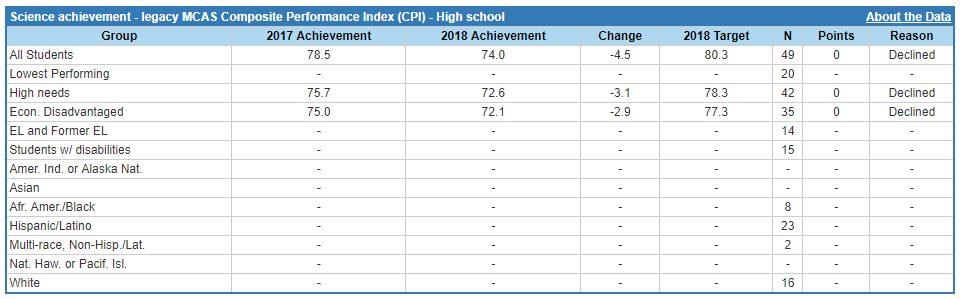 Science achievement - legacy MCAS Composite Performance Index (CPI) - High school About the Data
Group 2017 Achievement 2018 Achievement Change 2018 Target N Points Reason
All Students 78.5 74.0 -4.5 80.3 49 0 Declined
Lowest Performing - - - - 20 - -
High needs 75.7 72.6 -3.1 78.3 42 0 Declined
Econ. Disadvantaged 75.0 72.1 -2.9 77.3 35 0 Declined
EL and Former EL - - - - 14 - -
Students w/ disabilities - - - - 15 - -
Amer. Ind. or Alaska Nat. - - - - - - -
Asian - - - - - - -
Afr. Amer./Black - - - - 8 - -
Hispanic/Latino - - - - 23 - -
Multi-race, Non-Hisp./Lat. - - - - 2 - -
Nat. Haw. or Pacif. Isl. - - - - - - -
White - - - - 16 - -